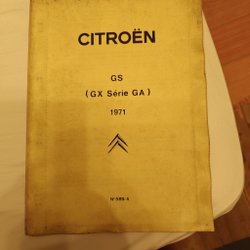 CITROËN
GS
(GX Série GA)
1971